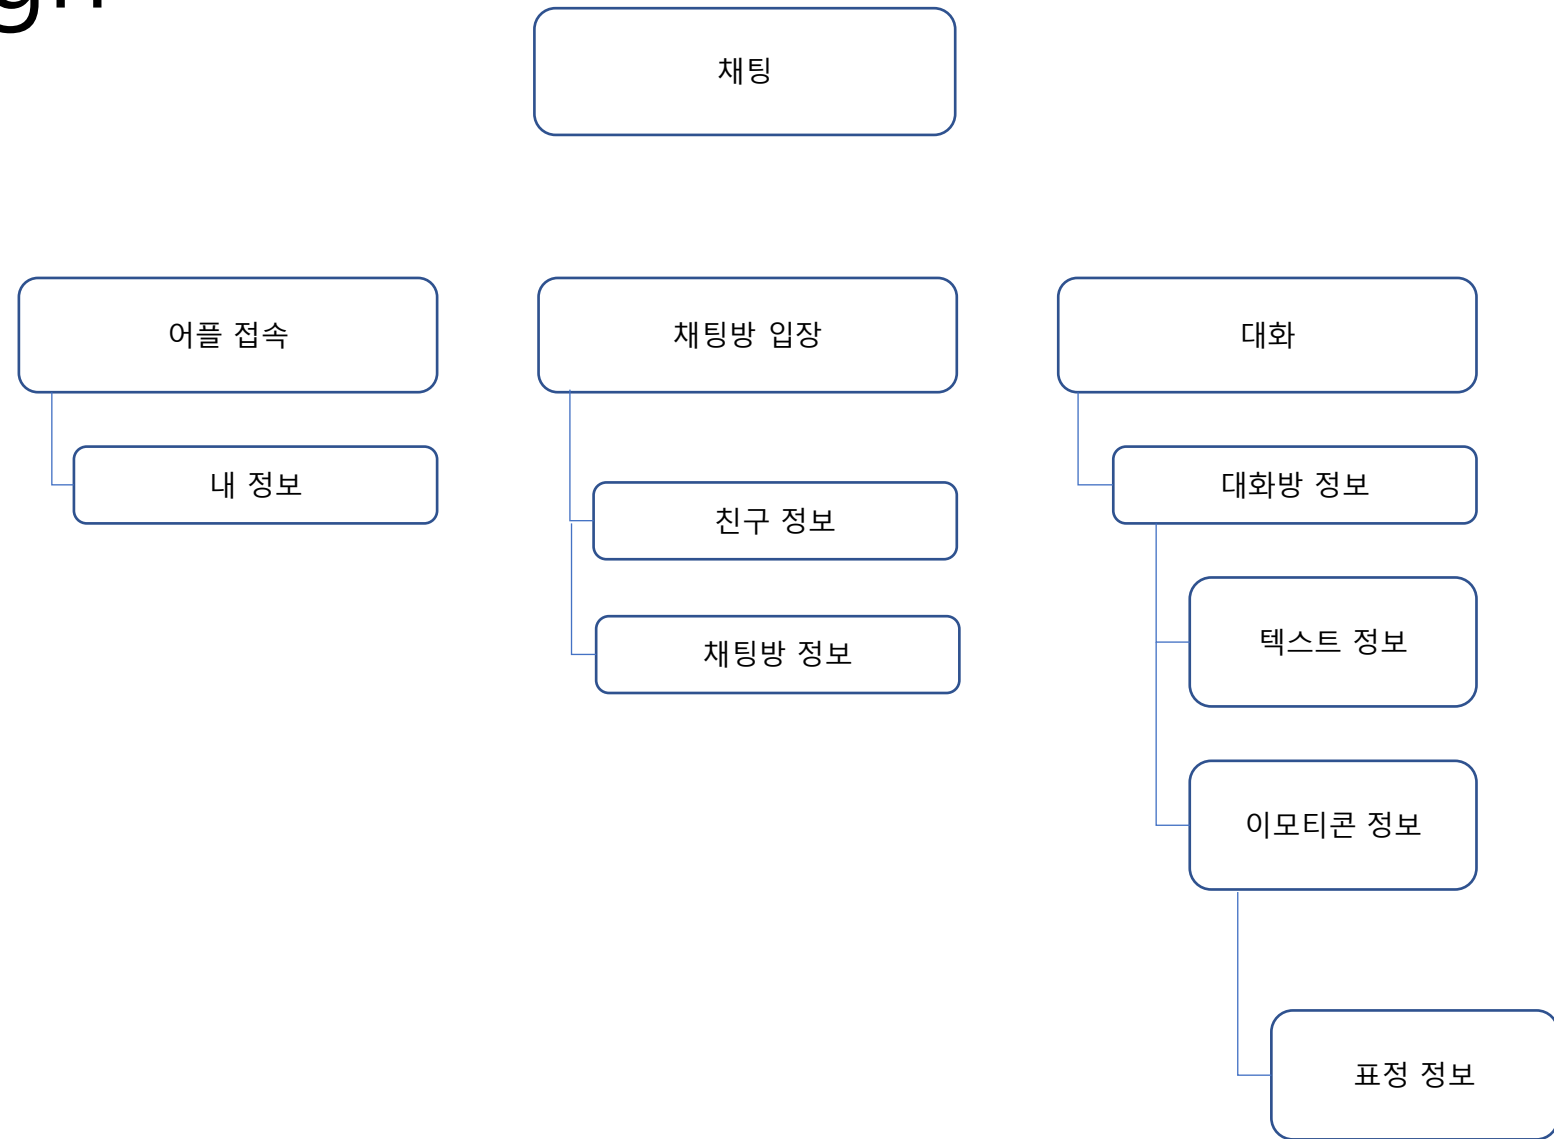 채팅
어플 접속
채팅방 입장
대화
내 정보
친구 정보
채팅방 정보
대화방 정보
텍스트 정보
이모티콘 정보
표정 정보